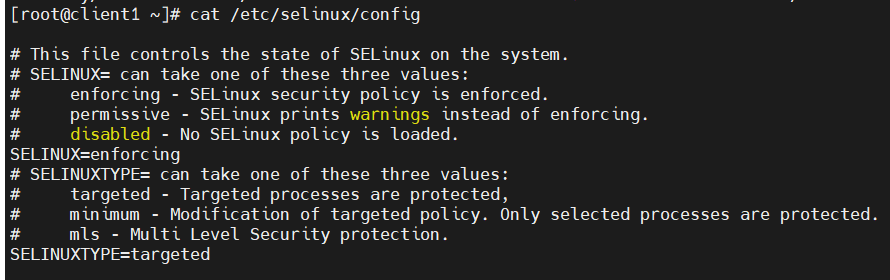 [root@client1 ~]# cat /etc/selinux/config
# This file controls the state of SELinux on the system.
# SELINUX= can take one of these three values:
#     enforcing - SELinux security policy is enforced.
#     permissive - SELinux prints warnings instead of enforcing.
#     disabled - No SELinux policy is loaded.
SELINUX=enforcing
# SELINUXTYPE= can take one of these three values:
#     targeted - Targeted processes are protected,
#     minimum - Modification of targeted policy. Only selected processes are protected.
#     mls - Multi Level Security protection.
SELINUXTYPE=targeted